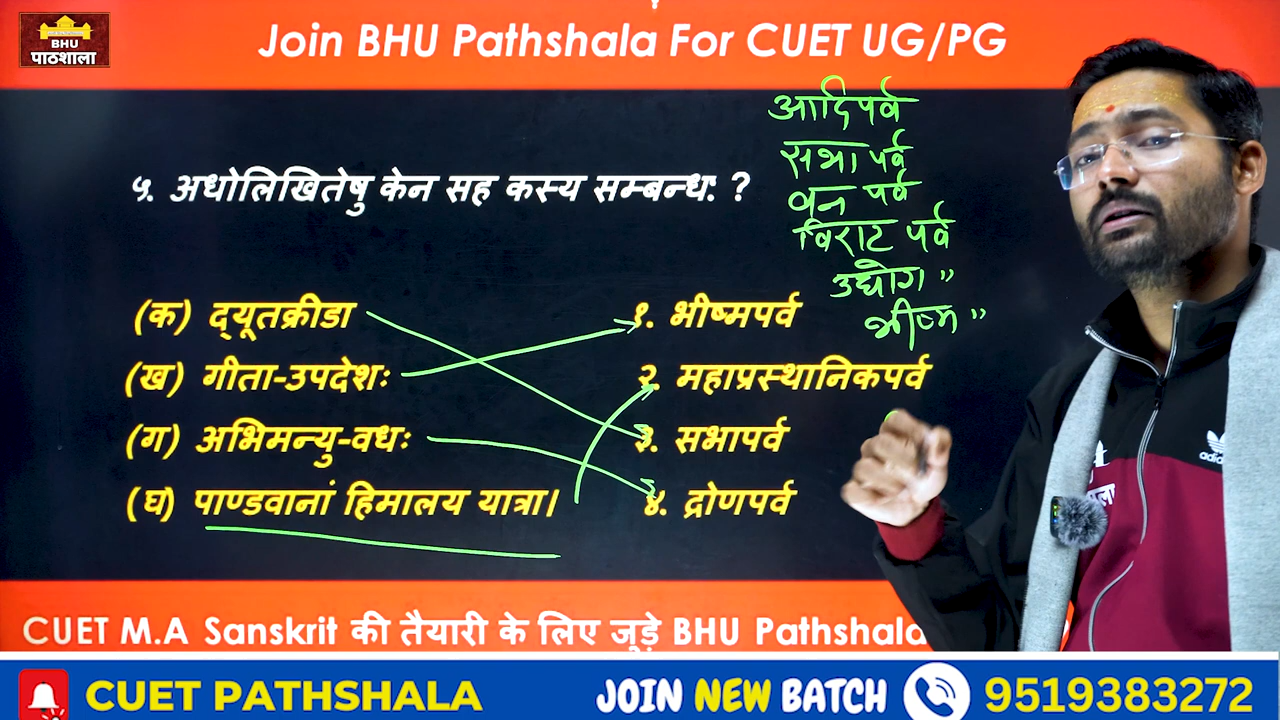 BHU
पाठशाला
Join BHU Pathshala For CUET UG/PG
आदिपर्व
सभा पर्व
वन पर्व
विराट पर्व
उद्योग "
भीष्म "
५. अधोलिखितेषु केन सह कस्य सम्बन्धः ?
(क) द्यूतक्रीडा १. भीष्मपर्व
(ख) गीता-उपदेशः २. महाप्रस्थानिकपर्व
(ग) अभिमन्यु-वधः ३. सभापर्व
(घ) पाण्डवानां हिमालय यात्रा। ४. द्रोणपर्व
CUET M.A Sanskrit की तैयारी के लिए जुड़े BHU Pathshala
CUET PATHSHALA JOIN NEW BATCH 9519383272